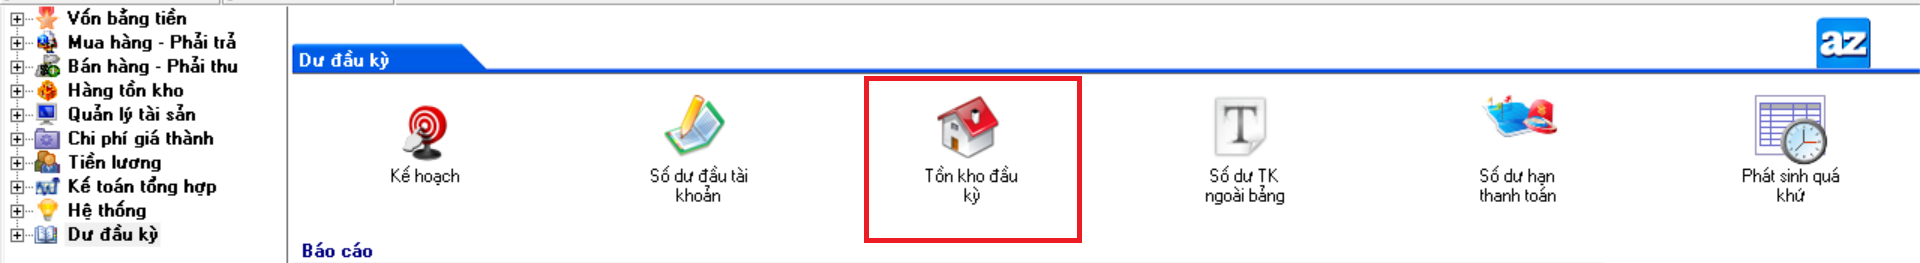 Vốn bằng tiền
Mua hàng - Phải trả
Bán hàng - Phải thu
Hàng tồn kho
Quản lý tài sản
Chi phí giá thành
Tiền lương
Kế toán tổng hợp
Hệ thống
Dư đầu kỳ
Dư đầu kỳ
az
Kế hoạch
Số dư đầu tài
khoản
Tồn kho đầu
kỳ
T
Số dư TK
ngoài bảng
Số dư hạn
thanh toán
Phát sinh quá
khứ
Báo cáo